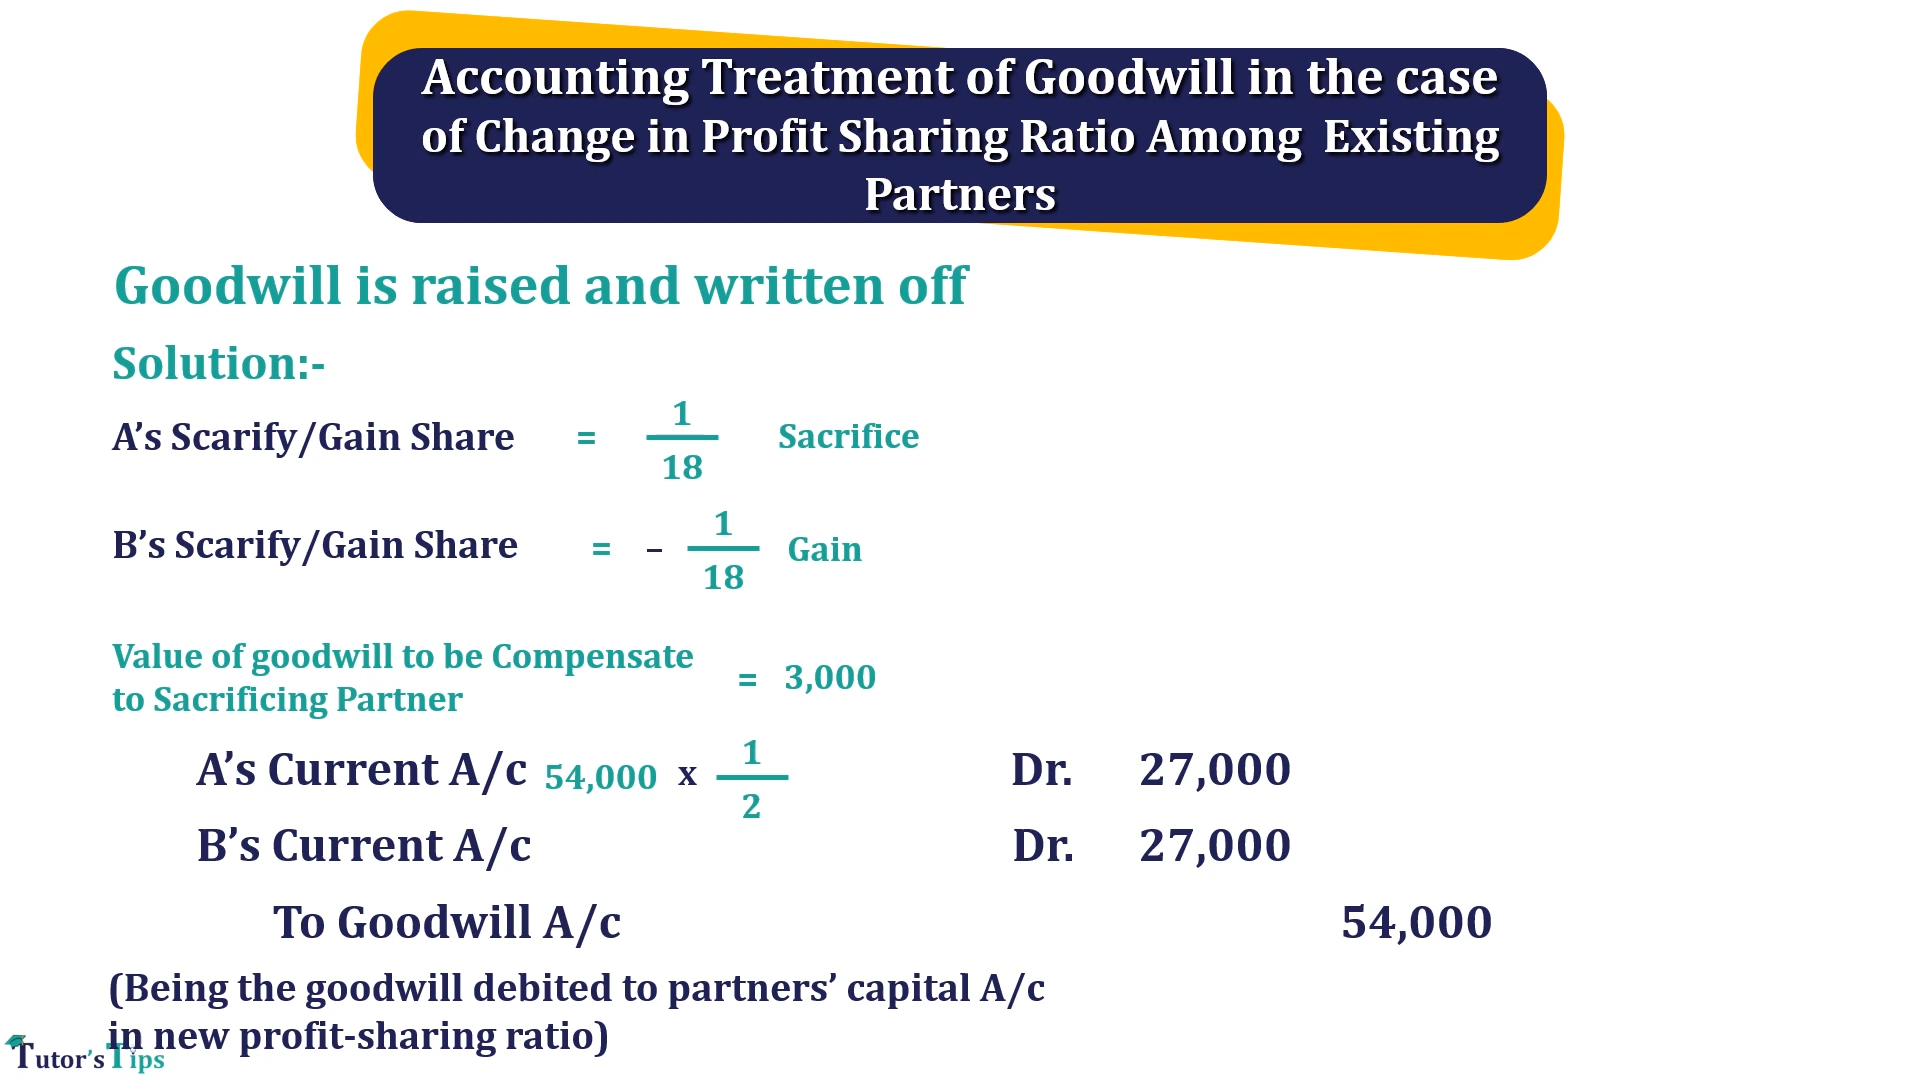 Accounting Treatment of Goodwill in the case
of Change in Profit Sharing Ratio Among Existing
Partners
Goodwill is raised and written off
Solution:-
A’s Scarify/Gain Share = 1/18 Sacrifice
B’s Scarify/Gain Share = – 1/18 Gain
Value of goodwill to be Compensate
to Sacrificing Partner = 3,000
A’s Current A/c 54,000 x 1/2 Dr. 27,000
B’s Current A/c Dr. 27,000
To Goodwill A/c 54,000
(Being the goodwill debited to partners’ capital A/c
in new profit-sharing ratio)
Tutor’s Tips